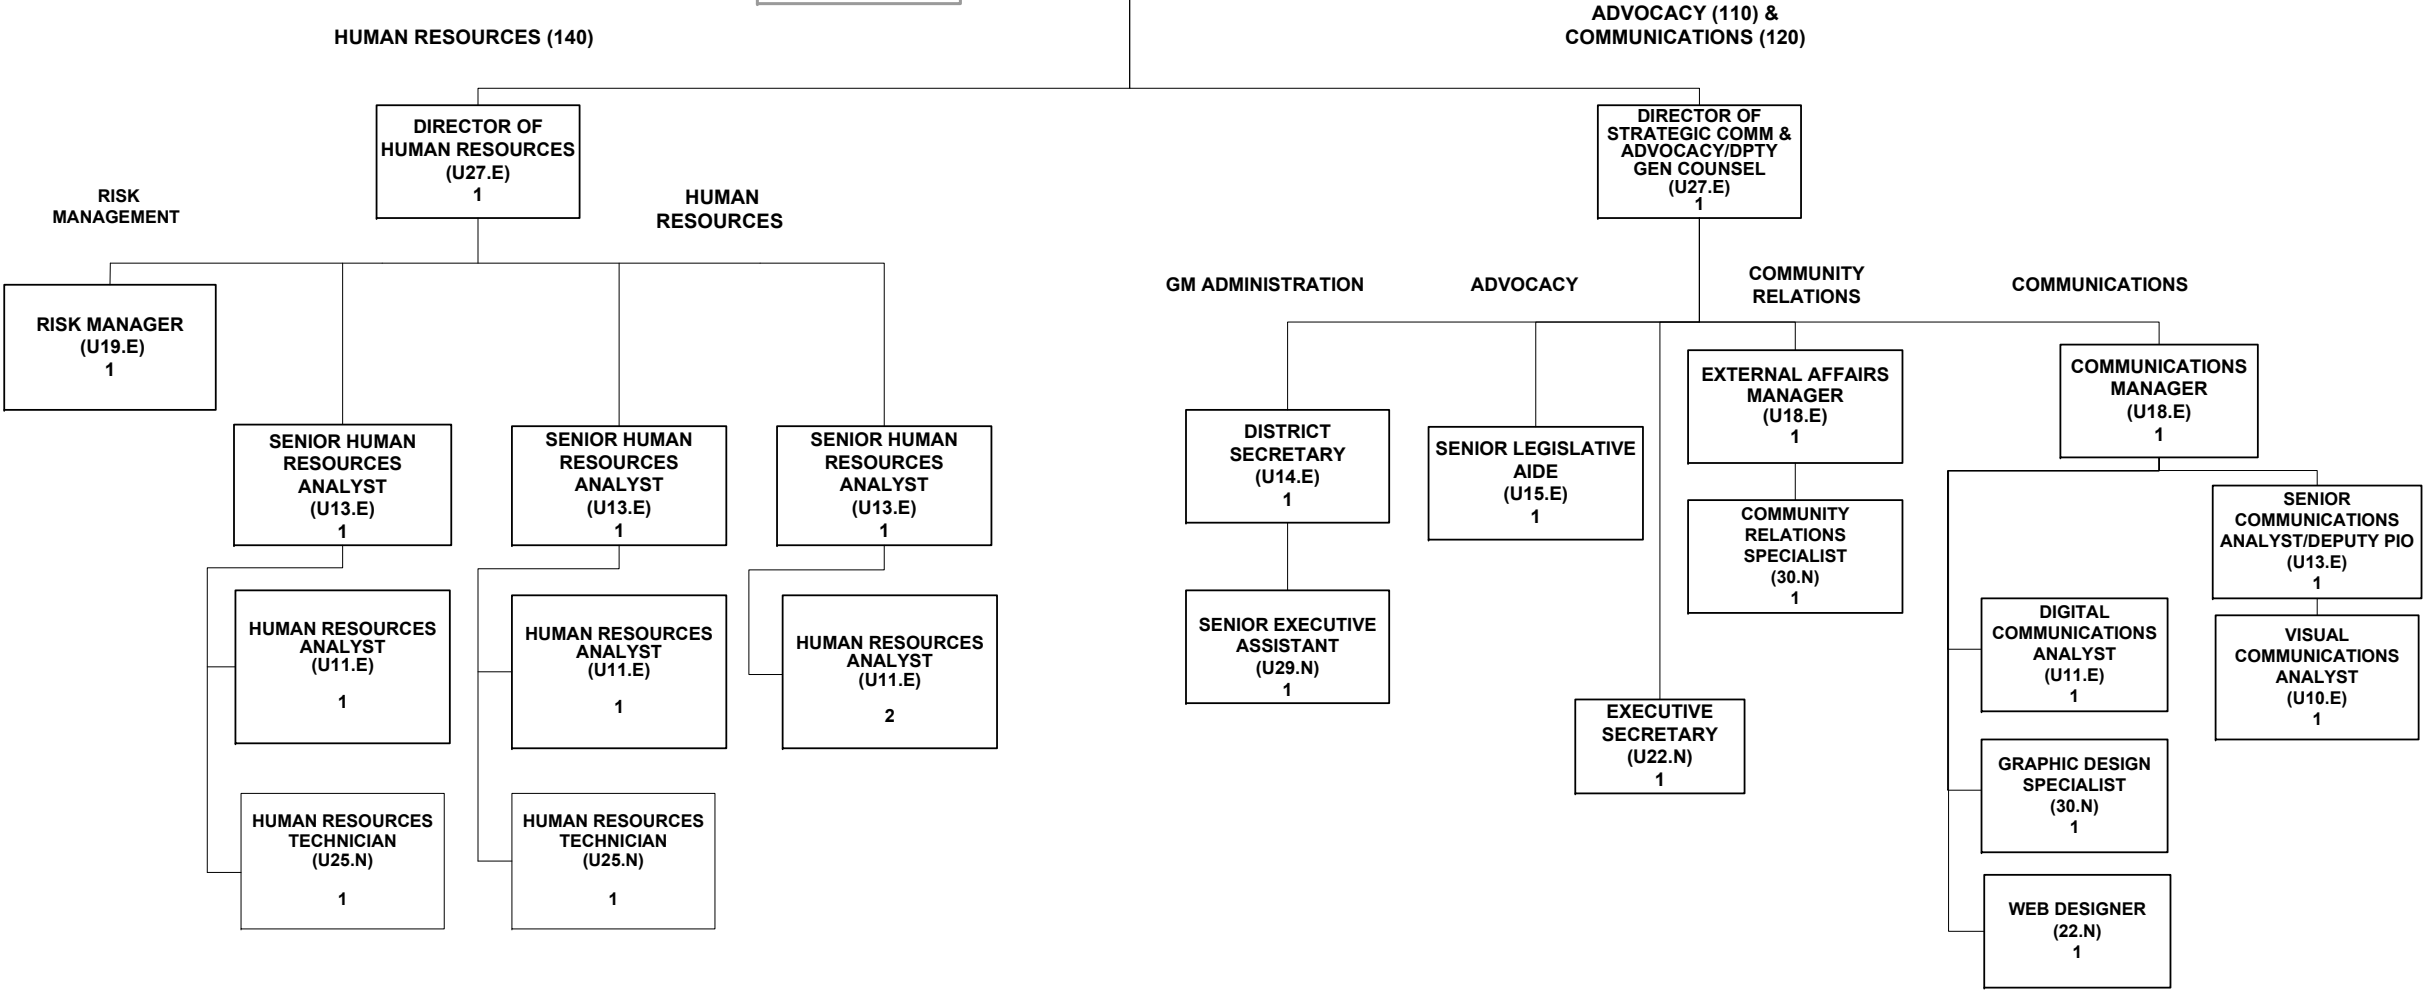 HUMAN RESOURCES (140)
ADVOCACY (110) &
COMMUNICATIONS (120)
DIRECTOR OF
HUMAN RESOURCES
(U27.E)
1
RISK
MANAGEMENT
HUMAN
RESOURCES
RISK MANAGER
(U19.E)
1
SENIOR HUMAN
RESOURCES
ANALYST
(U13.E)
1
SENIOR HUMAN
RESOURCES
ANALYST
(U13.E)
1
SENIOR HUMAN
RESOURCES
ANALYST
(U13.E)
1
HUMAN RESOURCES
ANALYST
(U11.E)
1
HUMAN RESOURCES
ANALYST
(U11.E)
1
HUMAN RESOURCES
ANALYST
(U11.E)
2
HUMAN RESOURCES
TECHNICIAN
(U25.N)
1
HUMAN RESOURCES
TECHNICIAN
(U25.N)
1
DIRECTOR OF
STRATEGIC COMM &
ADVOCACY/DPTY
GEN COUNSEL
(U27.E)
1
GM ADMINISTRATION
ADVOCACY
COMMUNITY
RELATIONS
COMMUNICATIONS
DISTRICT
SECRETARY
(U14.E)
1
SENIOR EXECUTIVE
ASSISTANT
(U29.N)
1
SENIOR LEGISLATIVE
AIDE
(U15.E)
1
EXECUTIVE
SECRETARY
(U22.N)
1
EXTERNAL AFFAIRS
MANAGER
(U18.E)
1
COMMUNITY
RELATIONS
SPECIALIST
(30.N)
1
COMMUNICATIONS
MANAGER
(U18.E)
1
SENIOR
COMMUNICATIONS
ANALYST/DEPUTY PIO
(U13.E)
1
VISUAL
COMMUNICATIONS
ANALYST
(U10.E)
1
DIGITAL
COMMUNICATIONS
ANALYST
(U11.E)
1
GRAPHIC DESIGN
SPECIALIST
(30.N)
1
WEB DESIGNER
(22.N)
1